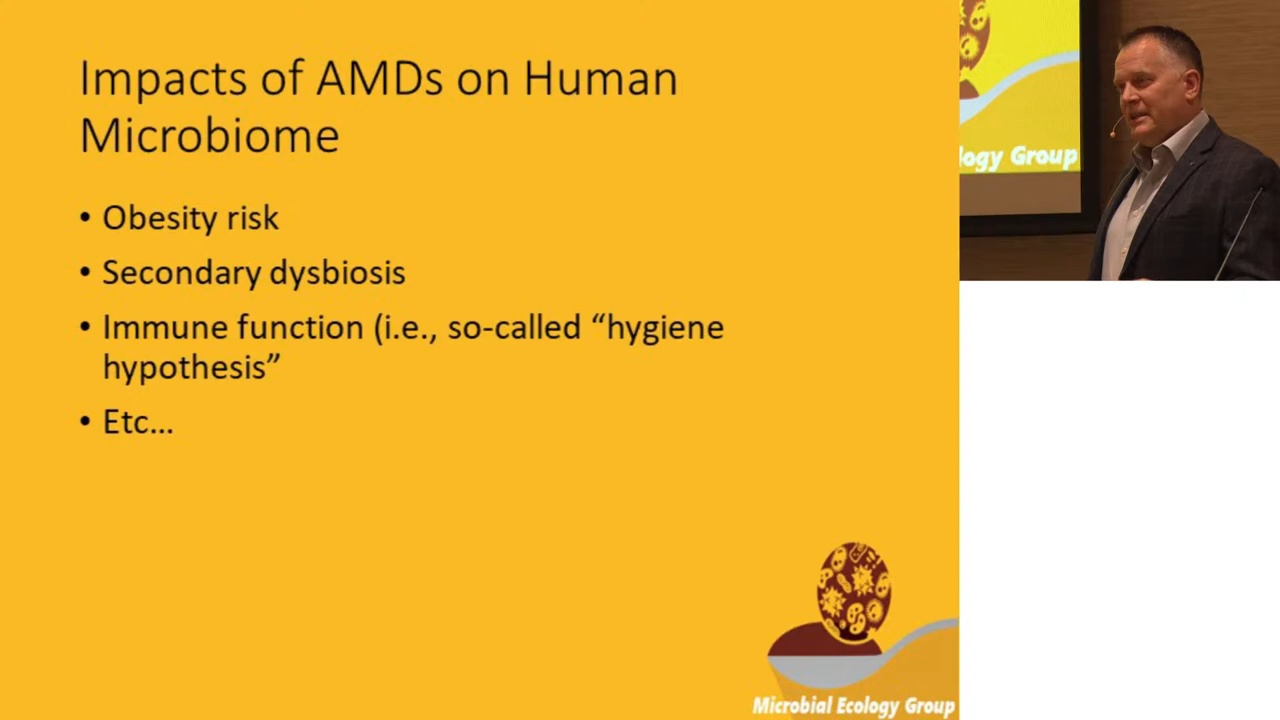 Impacts of AMDs on Human
Microbiome
• Obesity risk
• Secondary dysbiosis
• Immune function (i.e., so-called “hygiene
hypothesis”
• Etc...
Microbial Ecology Group
logy Group